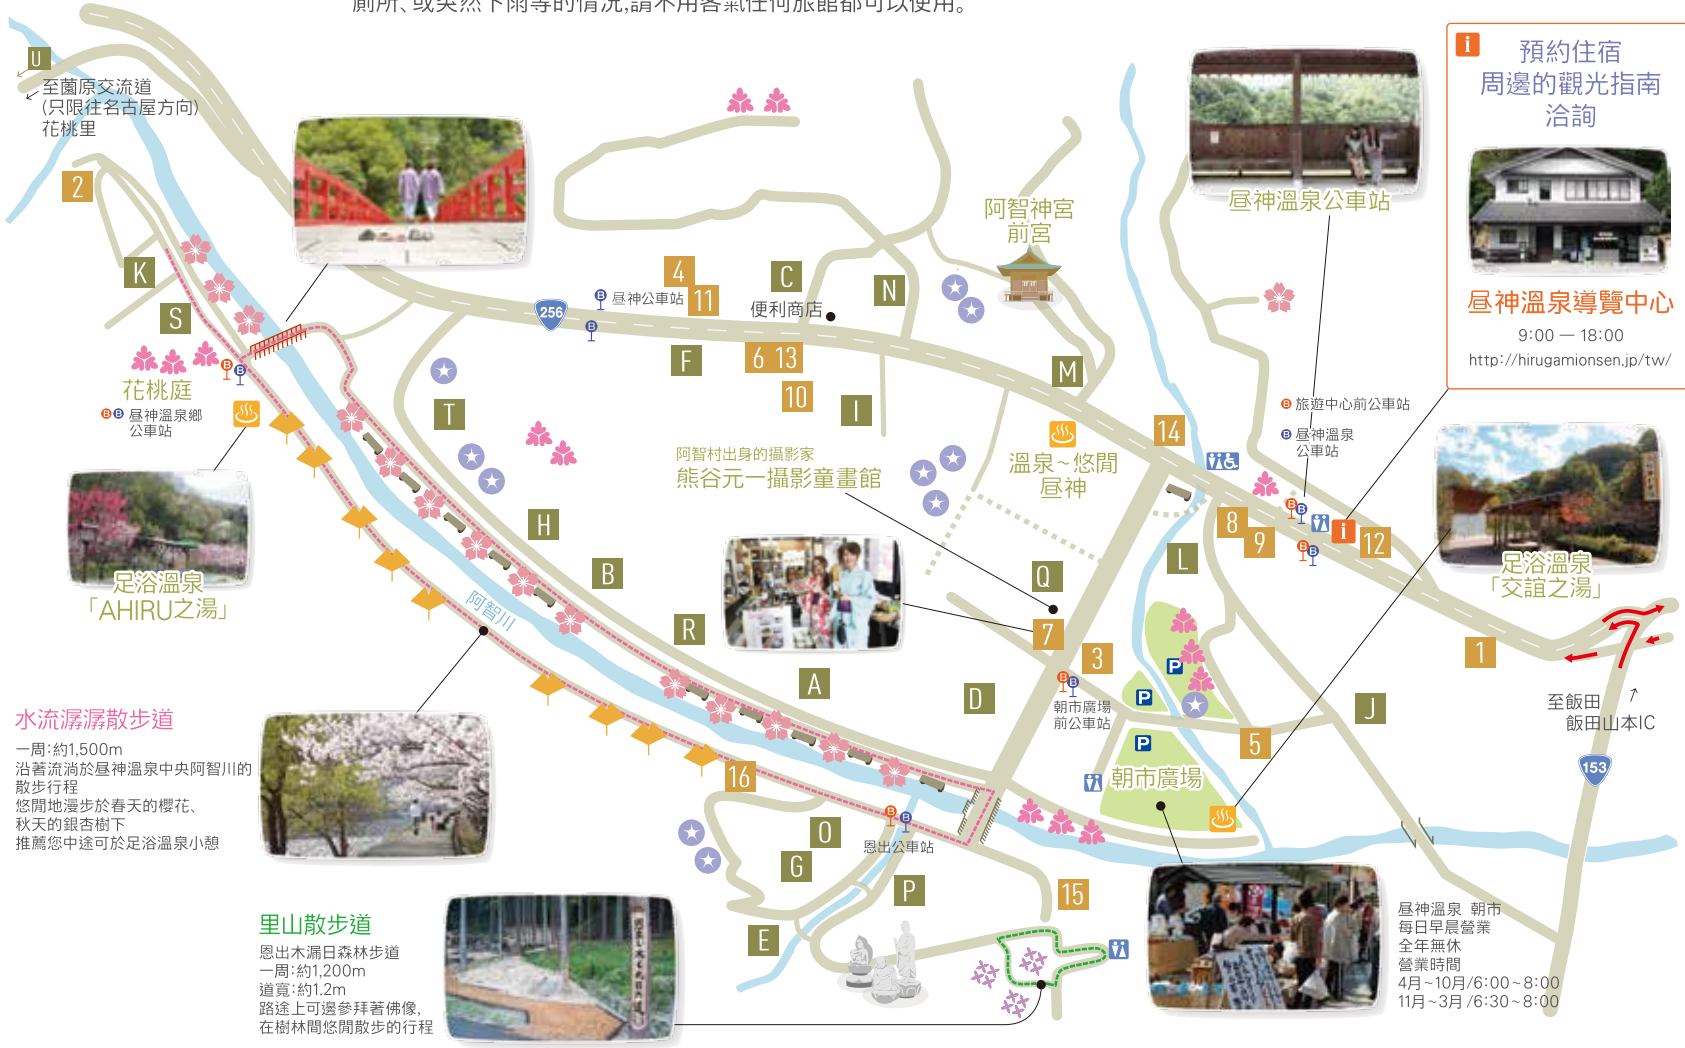 廁所、或突然下雨等的情況,請不用客氣任何旅館都可以使用。
U
至薗原交流道
(只限往名古屋方向)
花桃里
2
K
S
花桃庭
B B 昼神溫泉鄉
公車站
足浴溫泉
「AHIRU之湯」
256
B 昼神公車站
4
11
C
便利商店
N
F
6 13
10
I
T
H
B
R
A
阿智川
阿智神宮
前宮
M
阿智村出身的攝影家
熊谷元一攝影童畫館
溫泉~悠閒
昼神
14
Q
7
3
D
朝市廣場
前公車站
L
8
9
12
昼神溫泉公車站
B 旅遊中心前公車站
B 昼神溫泉
公車站
i
預約住宿
周邊的觀光指南
洽詢
昼神溫泉導覽中心
9:00 — 18:00
http://hirugamionsen.jp/tw/
足浴溫泉
「交誼之湯」
1
至飯田
飯田山本IC
153
J
5
P
P
P
朝市廣場
水流潺潺散步道
一周:約1,500m
沿著流淌於昼神溫泉中央阿智川的
散步行程
悠閒地漫步於春天的櫻花、
秋天的銀杏樹下
推薦您中途可於足浴溫泉小憩
16
O
G
E
P
恩出公車站
15
里山散步道
恩出木漏日森林步道
一周:約1,200m
道寬:約1.2m
路途上可邊參拜著佛像,
在樹林間悠閒散步的行程
昼神溫泉 朝市
每日早晨營業
全年無休
營業時間
4月~10月/6:00~8:00
11月~3月/6:30~8:00